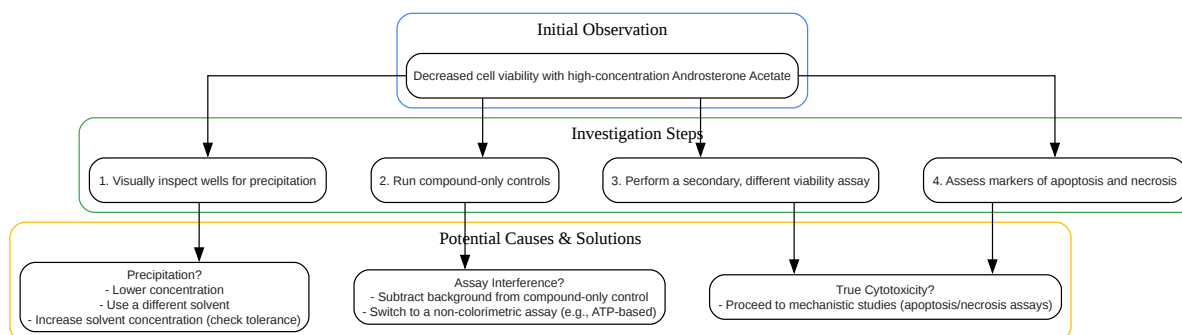 Initial Observation
Decreased cell viability with high-concentration Androsterone Acetate
Investigation Steps
1. Visually inspect wells for precipitation
2. Run compound-only controls
3. Perform a secondary, different viability assay
4. Assess markers of apoptosis and necrosis
Potential Causes & Solutions
Precipitation?
- Lower concentration
- Use a different solvent
- Increase solvent concentration (check tolerance)
Assay Interference?
- Subtract background from compound-only control
- Switch to a non-colorimetric assay (e.g., ATP-based)
True Cytotoxicity?
- Proceed to mechanistic studies (apoptosis/necrosis assays)